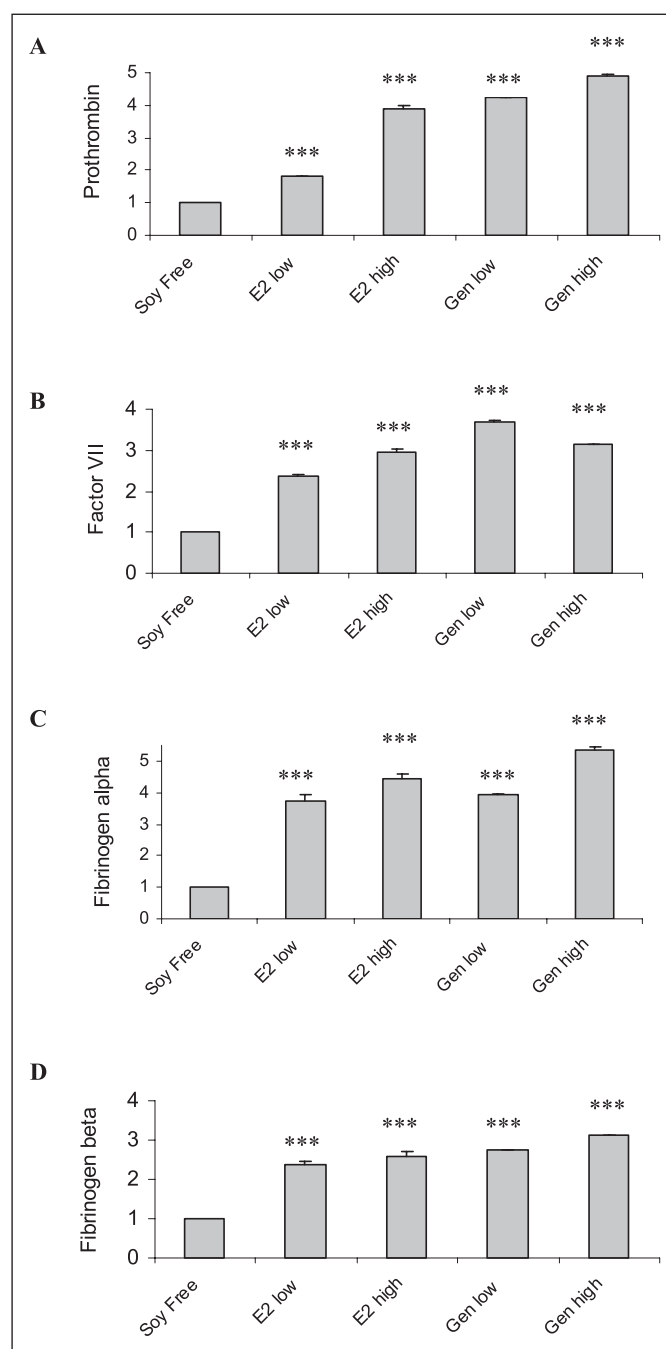 A
Prothrombin
5
4
3
2
1
0
***
***
***
***
Soy Free
E2 low
E2 high
Gen low
Gen high
B
Factor VII
4
3
2
1
0
***
***
***
***
Soy Free
E2 low
E2 high
Gen low
Gen high
C
Fibrinogen alpha
5
4
3
2
1
0
***
***
***
***
Soy Free
E2 low
E2 high
Gen low
Gen high
D
Fibrinogen beta
4
3
2
1
0
***
***
***
***
Soy Free
E2 low
E2 high
Gen low
Gen high